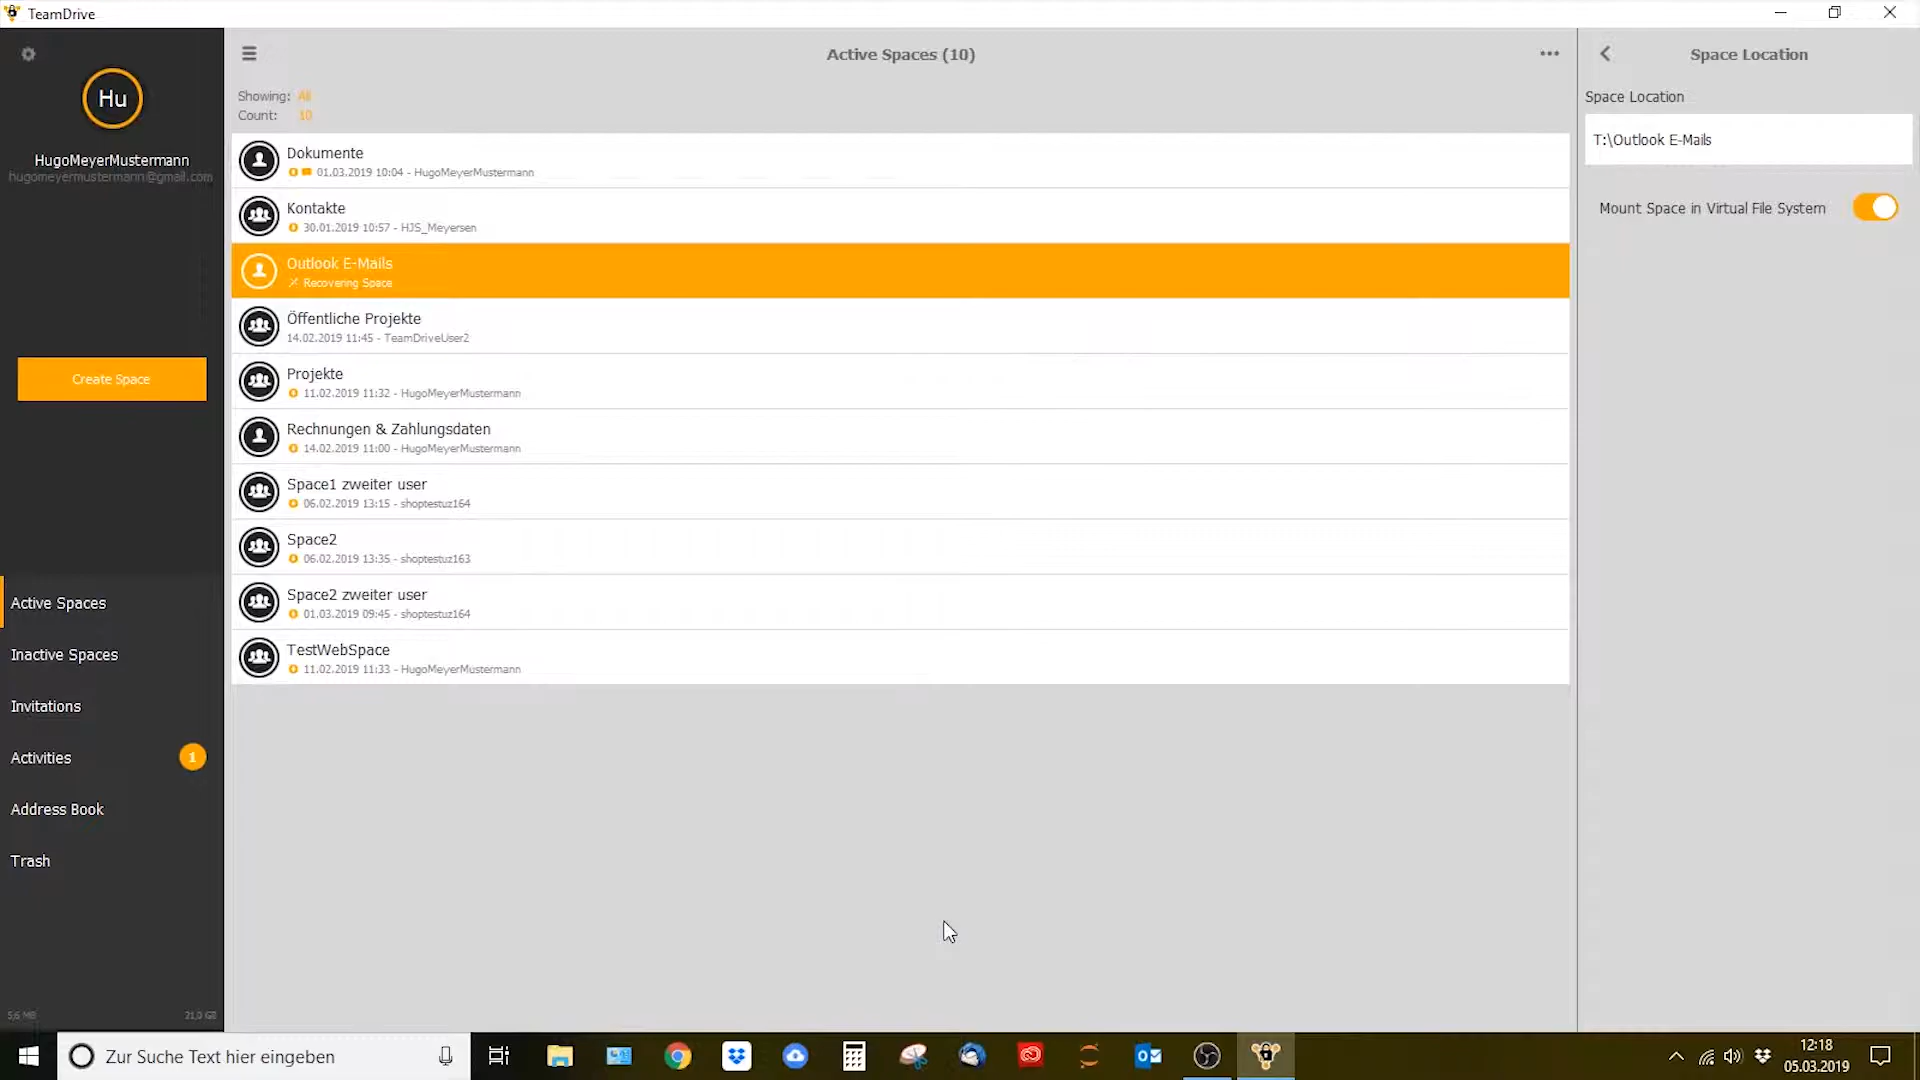 TeamDrive
Hu
HugoMeyerMustermann
hugomeyermustermann@gmail.com
Create Space
Active Spaces
Inactive Spaces
Invitations
Activities
1
Address Book
Trash
5,6 MB
21,0 GB
Active Spaces (10)
Showing: All
Count: 10
Dokumente
01.03.2019 10:04 - HugoMeyerMustermann
Kontakte
30.01.2019 10:57 - HJS_Meyersen
Outlook E-Mails
Recovering Space
Öffentliche Projekte
14.02.2019 11:45 - TeamDriveUser2
Projekte
11.02.2019 11:32 - HugoMeyerMustermann
Rechnungen & Zahlungsdaten
14.02.2019 11:00 - HugoMeyerMustermann
Space1 zweiter user
06.02.2019 13:15 - shoptestuz164
Space2
06.02.2019 13:35 - shoptestuz163
Space2 zweiter user
01.03.2019 09:45 - shoptestuz164
TestWebSpace
11.02.2019 11:33 - HugoMeyerMustermann
Space Location
Space Location
T:\Outlook E-Mails
Mount Space in Virtual File System
Zur Suche Text hier eingeben
12:18
05.03.2019